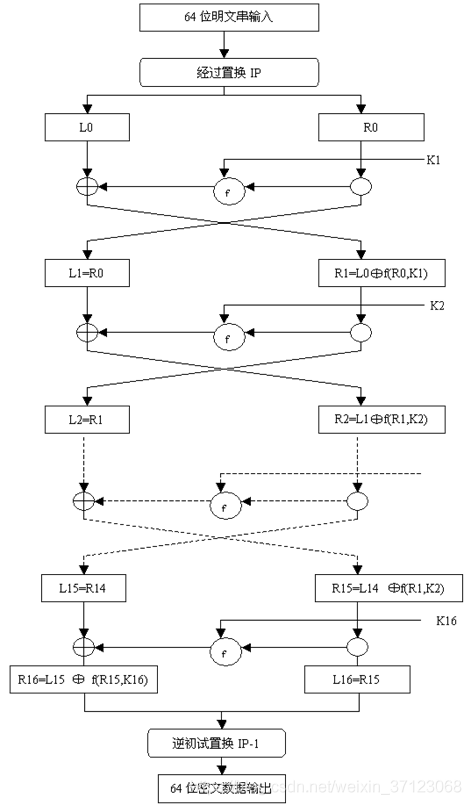 64 位明文串输入
经过置换 IP
L0
R0
K1
f
L1=R0
R1=L0⊕f(R0,K1)
K2
f
L2=R1
R2=L1⊕f(R1,K2)
f
L15=R14
R15=L14 ⊕f(R1,K2)
K16
f
R16=L15 ⊕ f(R15,K16)
L16=R15
逆初试置换 IP-1
64 位密文数据输出
csdn.net/weixin_37123068